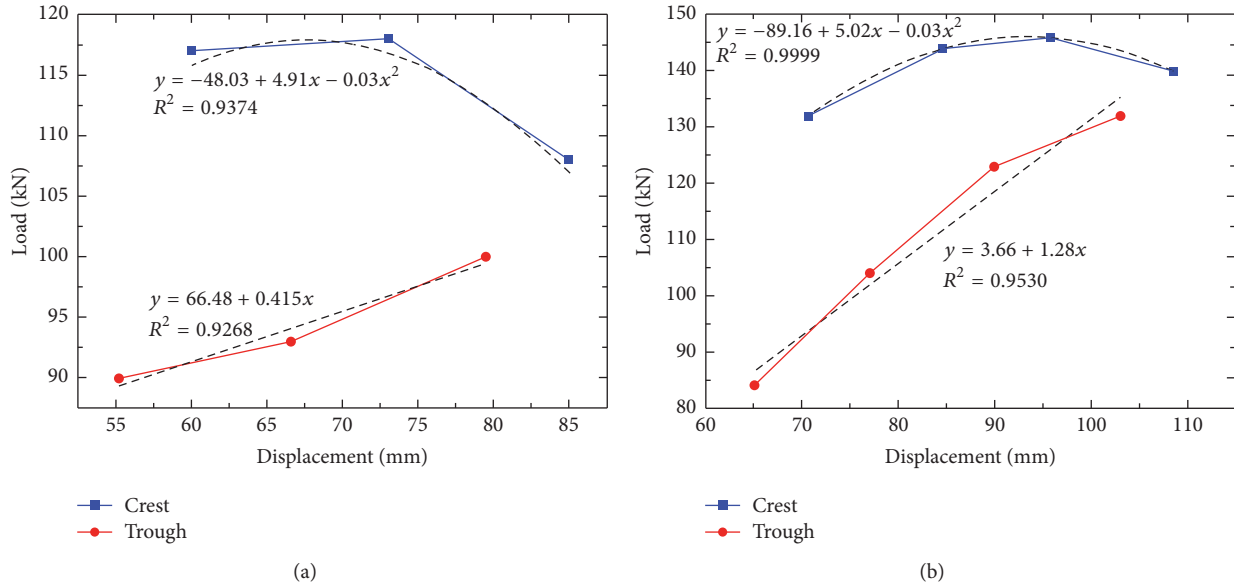 120
115
110
105
100
95
90
Load (kN)
y = −48.03 + 4.91x − 0.03x²
R² = 0.9374
y = 66.48 + 0.415x
R² = 0.9268
55 60 65 70 75 80 85
Displacement (mm)
Crest
Trough
(a)
150
140
130
120
110
100
90
80
Load (kN)
y = −89.16 + 5.02x − 0.03x²
R² = 0.9999
y = 3.66 + 1.28x
R² = 0.9530
60 70 80 90 100 110
Displacement (mm)
Crest
Trough
(b)